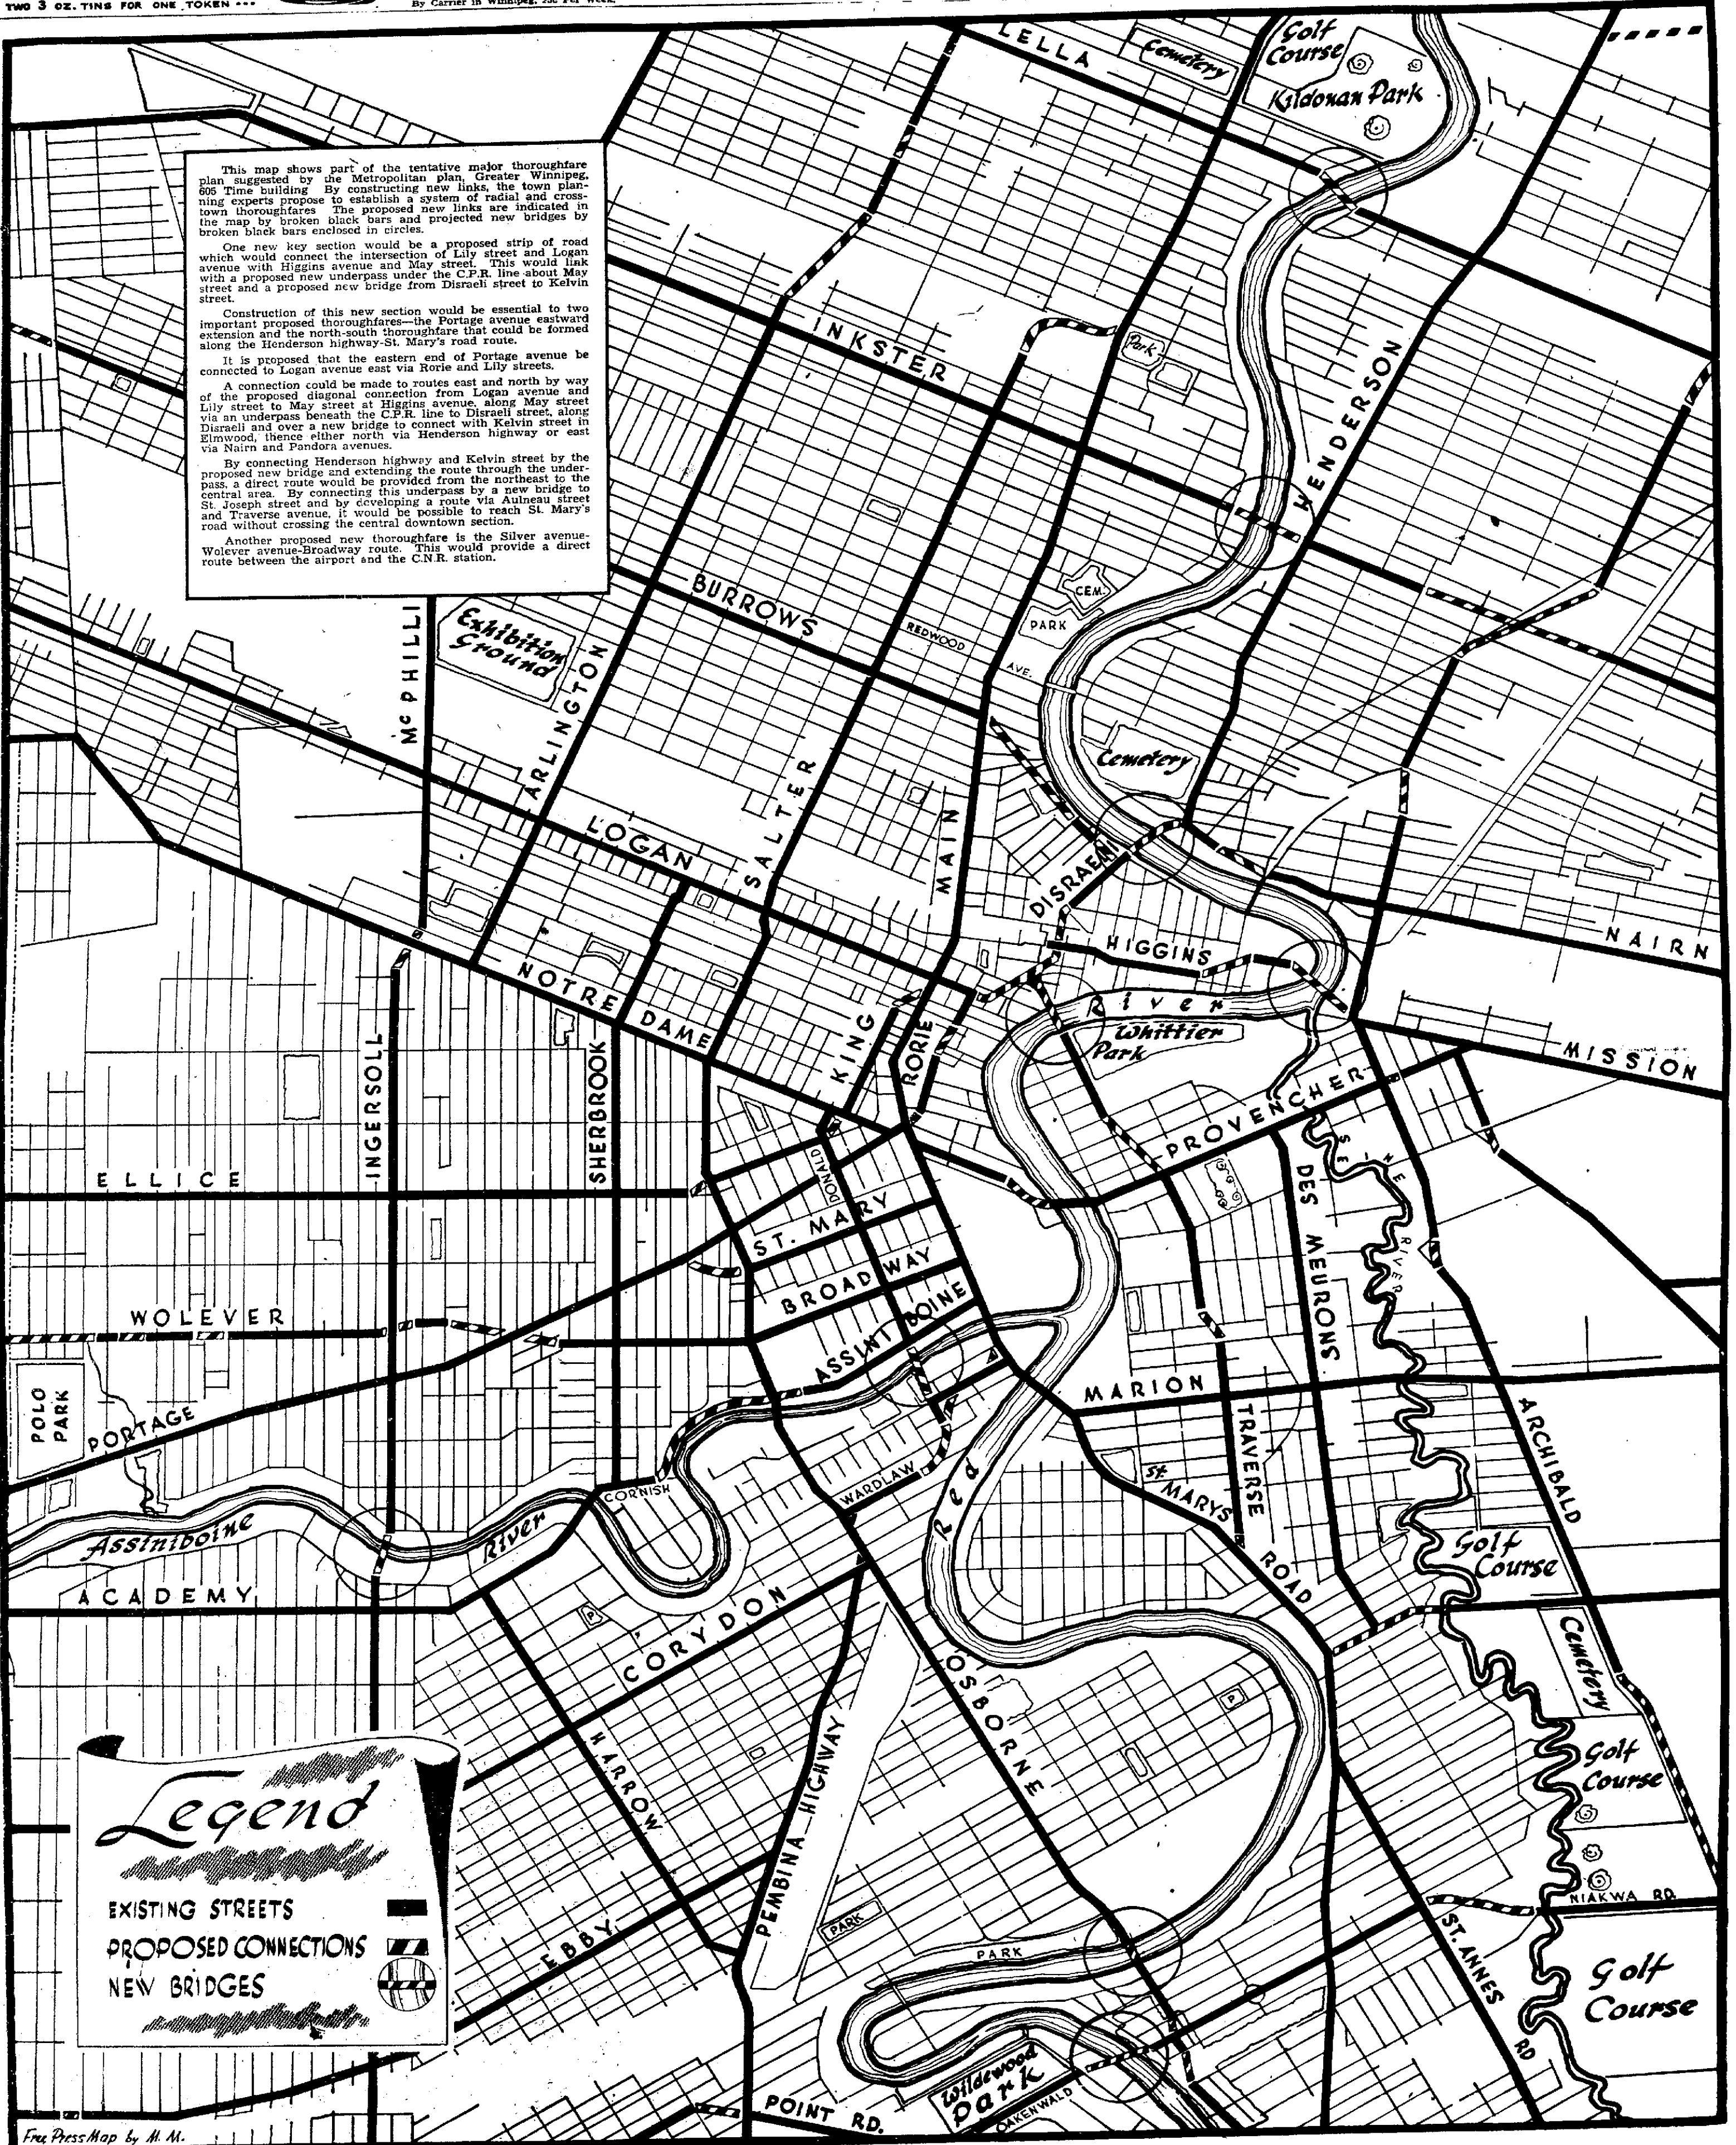 TWO 3 OZ. TINS FOR ONE TOKEN ---
By Carrier in Winnipeg, 25c Per Week.
LELLA
Cemetery
Golf
Course
Kildonan Park
This map shows part of the tentative major thoroughfare
plan suggested by the Metropolitan plan, Greater Winnipeg,
605 Time building By constructing new links, the town plan-
ning experts propose to establish a system of radial and cross-
town thoroughfares The proposed new links are indicated in
the map by broken black bars and projected new bridges by
broken black bars enclosed in circles.
One new key section would be a proposed strip of road
which would connect the intersection of Lily street and Logan
avenue with Higgins avenue and May street. This would link
with a proposed new underpass under the C.P.R. line about May
street and a proposed new bridge from Disraeli street to Kelvin
street.
Construction of this new section would be essential to two
important proposed thoroughfares—the Portage avenue eastward
extension and the north-south thoroughfare that could be formed
along the Henderson highway-St. Mary's road route.
It is proposed that the eastern end of Portage avenue be
connected to Logan avenue east via Rorie and Lily streets.
A connection could be made to routes east and north by way
of the proposed diagonal connection from Logan avenue and
Lily street to May street at Higgins avenue, along May street
via an underpass beneath the C.P.R. line to Disraeli street, along
Disraeli and over a new bridge to connect with Kelvin street in
Elmwood, thence either north via Henderson highway or east
via Nairn and Pandora avenues.
By connecting Henderson highway and Kelvin street by the
proposed new bridge and extending the route through the under-
pass, a direct route would be provided from the northeast to the
central area. By connecting this underpass by a new bridge to
St. Joseph street and by developing a route via Aulneau street
and Traverse avenue, it would be possible to reach St. Mary's
road without crossing the central downtown section.
Another proposed new thoroughfare is the Silver avenue-
Wolever avenue-Broadway route. This would provide a direct
route between the airport and the C.N.R. station.
INKSTER
Park
HENDERSON
BURROWS
CEM.
PARK
REDWOOD
AVE.
Exhibition
Ground
McPHILLI
ARLINGTON
SALTER
MAIN
Cemetery
LOGAN
DISRAELI
HIGGINS
NAIRN
NOTRE DAME
KING
RORIE
River
Whittier
Park
MISSION
INGERSOLL
SHERBROOK
PROVENCHER
SEINE RIVER
ELLICE
DONALD
ST. MARY
DES MEURONS
BROADWAY
WOLEVER
ASSINIBOINE
POLO
PARK
PORTAGE
MARION
TRAVERSE
ARCHIBALD
WARDLAW
CORNISH
Red
St.
MARYS
ROAD
Assiniboine
River
Golf
Course
ACADEMY
CORYDON
OSBORNE
Cemetery
P
P
HARROW
PEMBINA HIGHWAY
Golf
Course
Legend
EXISTING STREETS
PROPOSED CONNECTIONS
NEW BRIDGES
EBBY
PARK
PARK
NIAKWA RD.
ST. ANNES
RD
Golf
Course
Wildewood
Park
OAKENWALD
POINT RD.
Free Press Map by M. M.